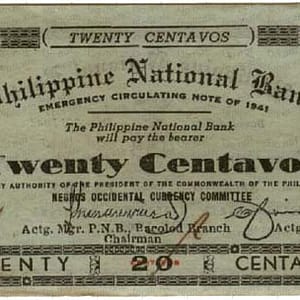 TWENTY CENTAVOS
Philippine National Ban
EMERGENCY CIRCULATING NOTE OF 1941
The Philippine National Bank
will pay the bearer
Twenty Centavo
Y AUTHORITY OF THE PRESIDENT OF THE COMMONWEALTH OF THE PHIL
NEGROS OCCIDENTAL CURRENCY COMMITTEE
Actg. Mgr. P.N.B., Bacolod Branch
Chairman
Actg
ENTY 20 CENTA